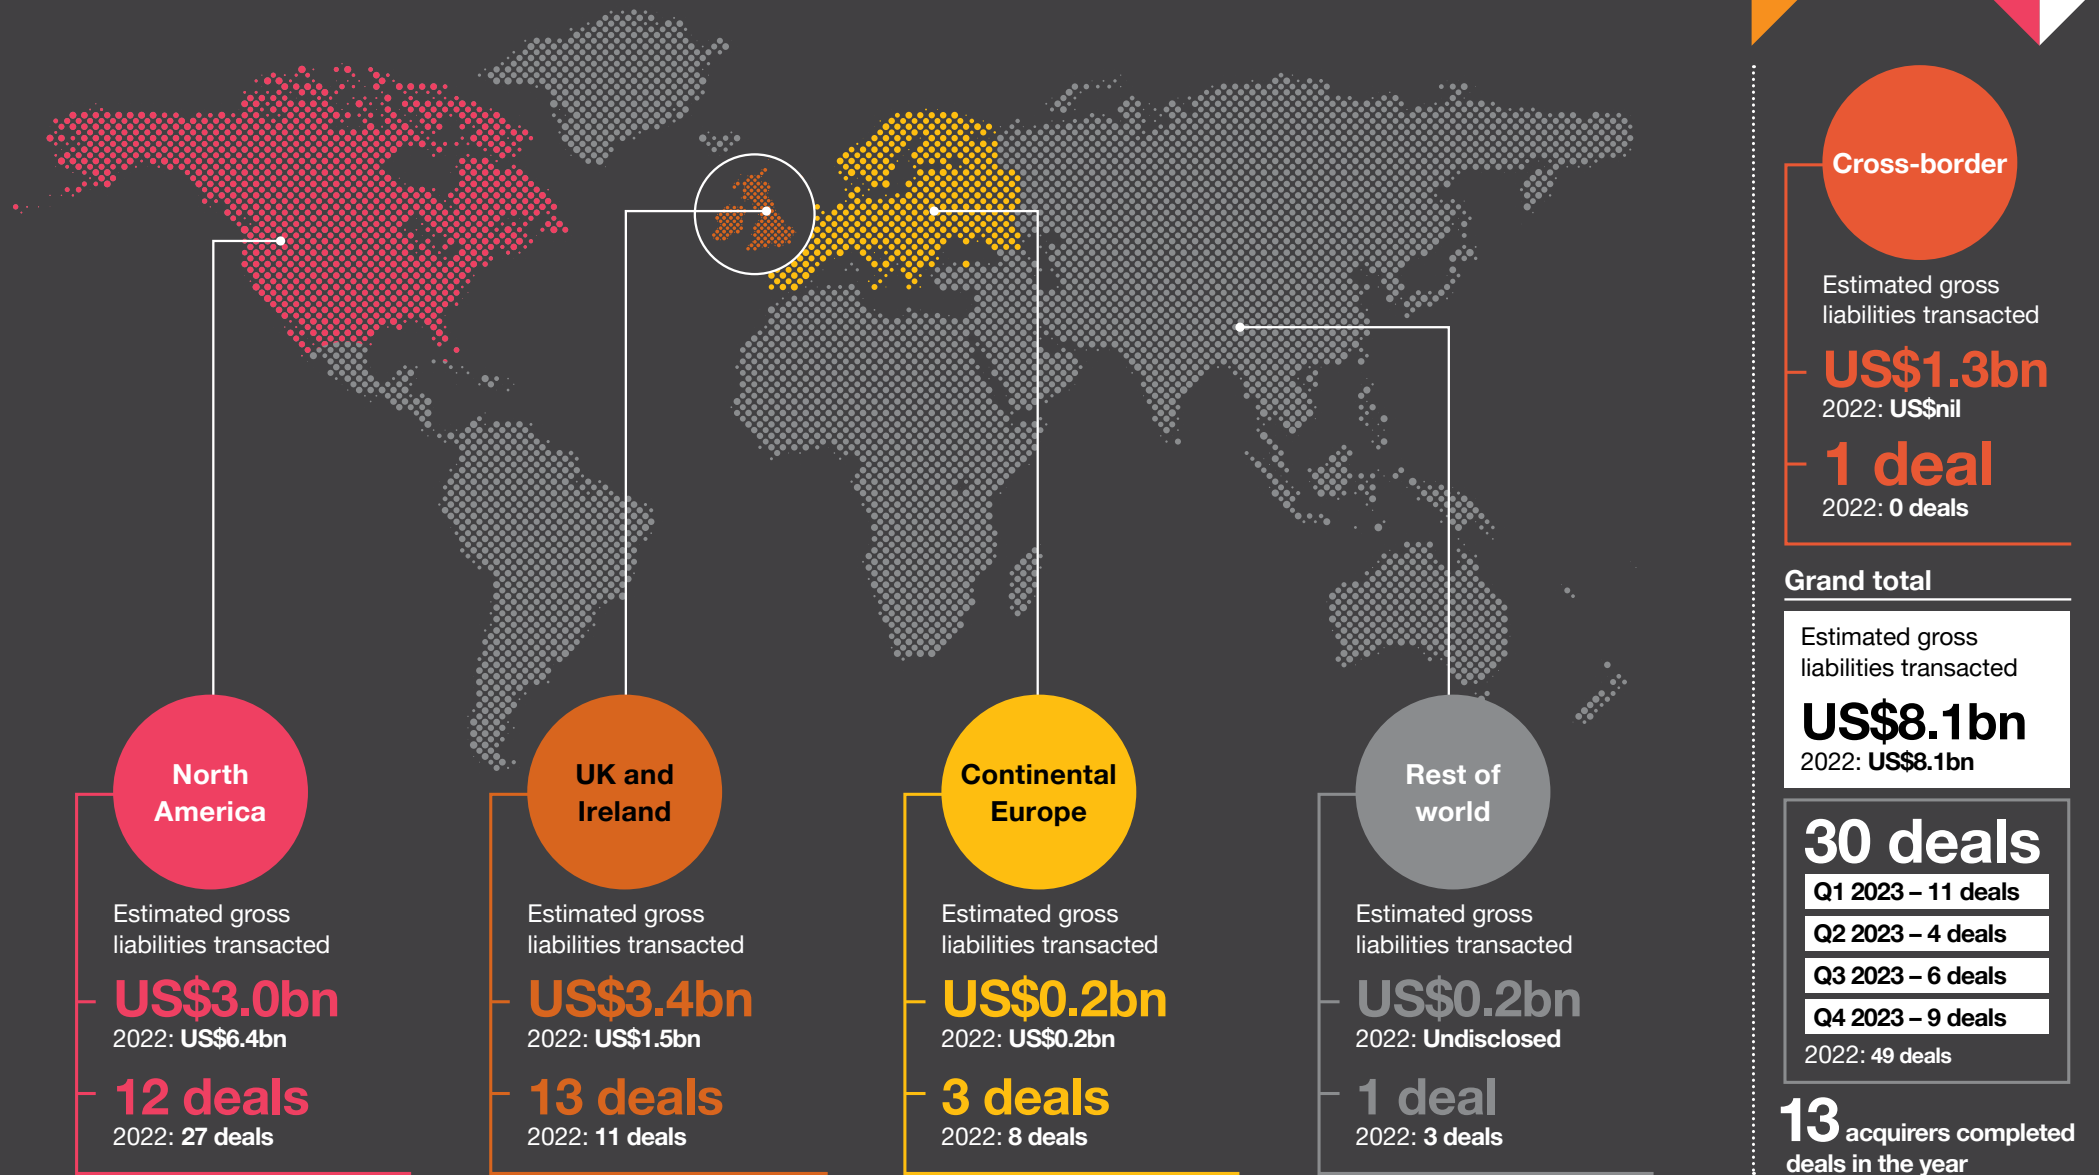 North
America
Estimated gross
liabilities transacted
US$3.0bn
2022: US$6.4bn
12 deals
2022: 27 deals
UK and
Ireland
Estimated gross
liabilities transacted
US$3.4bn
2022: US$1.5bn
13 deals
2022: 11 deals
Continental
Europe
Estimated gross
liabilities transacted
US$0.2bn
2022: US$0.2bn
3 deals
2022: 8 deals
Rest of
world
Estimated gross
liabilities transacted
US$0.2bn
2022: Undisclosed
1 deal
2022: 3 deals
Cross-border
Estimated gross
liabilities transacted
US$1.3bn
2022: US$nil
1 deal
2022: 0 deals
Grand total
Estimated gross
liabilities transacted
US$8.1bn
2022: US$8.1bn
30 deals
Q1 2023 – 11 deals
Q2 2023 – 4 deals
Q3 2023 – 6 deals
Q4 2023 – 9 deals
2022: 49 deals
13 acquirers completed
deals in the year